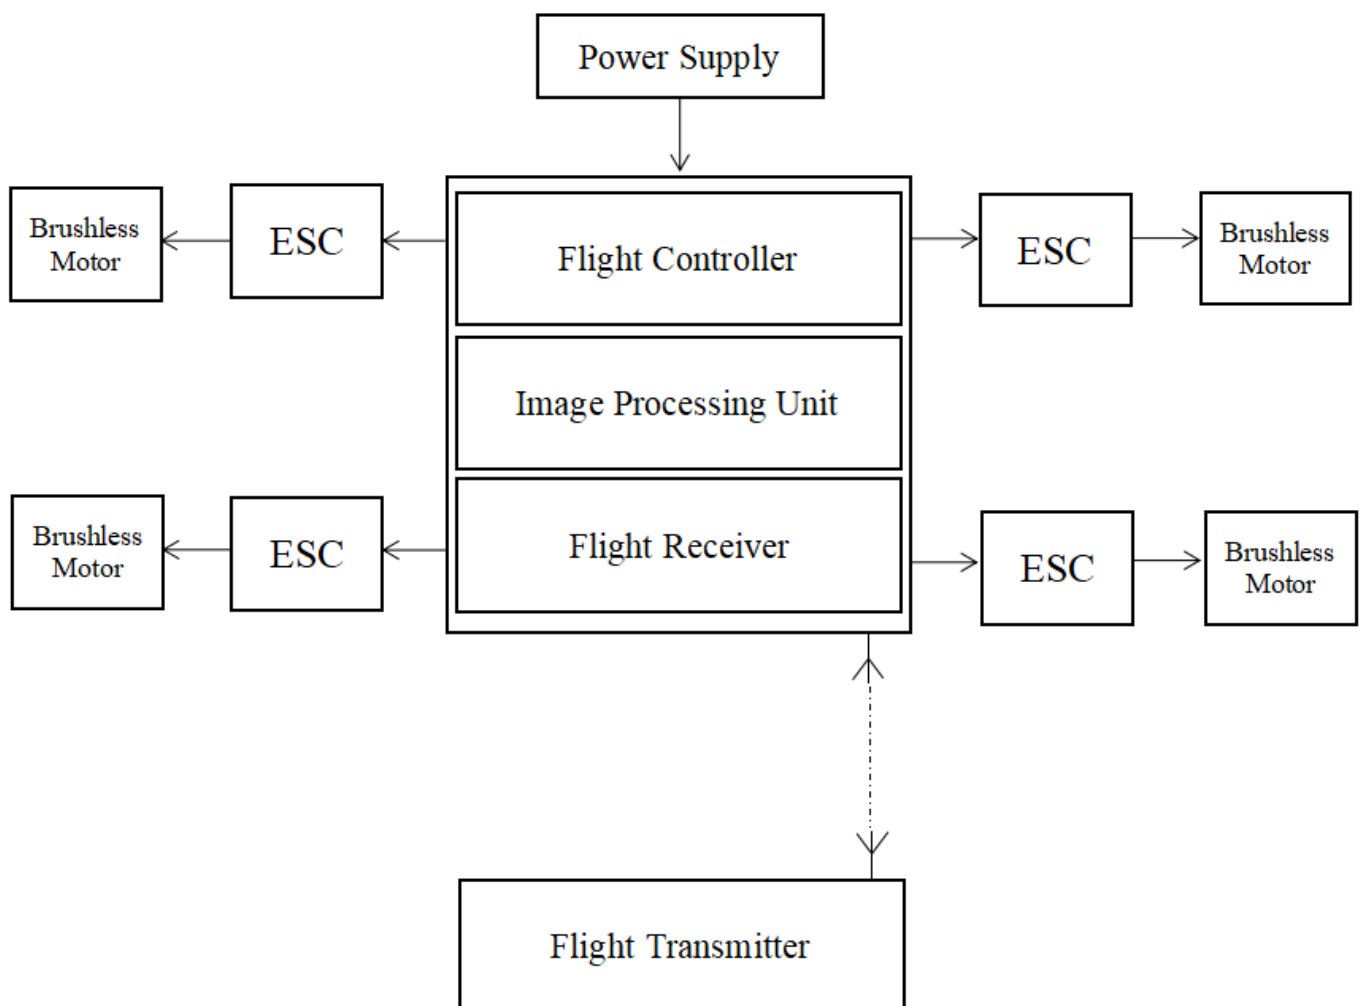 Power Supply
Brushless
Motor
ESC
Flight Controller
ESC
Brushless
Motor
Image Processing Unit
Brushless
Motor
ESC
Flight Receiver
ESC
Brushless
Motor
Flight Transmitter